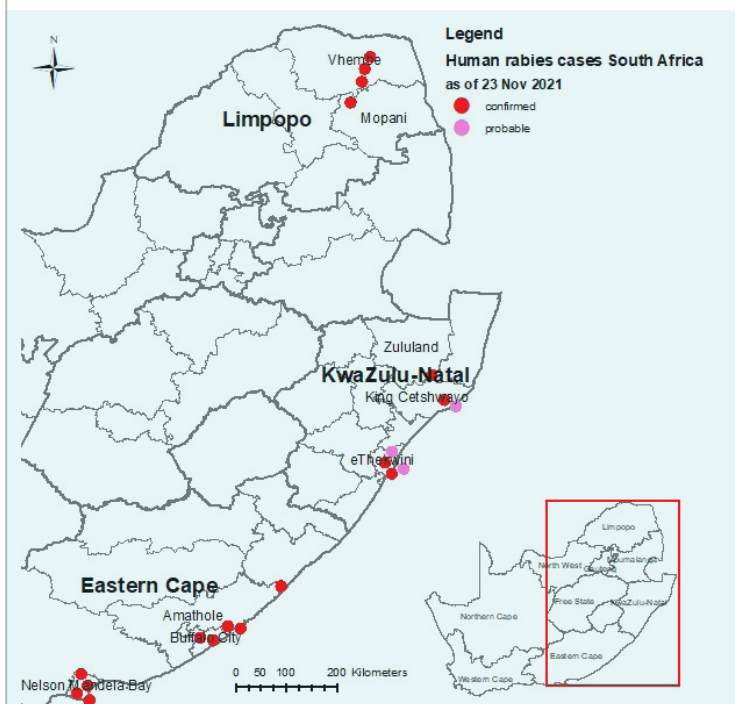 N
Legend
Human rabies cases South Africa
as of 23 Nov 2021
confirmed
probable
Vhembe
Mopani
Limpopo
Zululand
KwaZulu-Natal
King Cetshwayo
eThekwini
Eastern Cape
Amathole
Buffalo City
Nelson Mandela Bay
0 50 100 200 Kilometers
Limpopo
North West
Gauteng
Mpumalanga
Free State
KwaZulu-Natal
Northern Cape
Eastern Cape
Western Cape